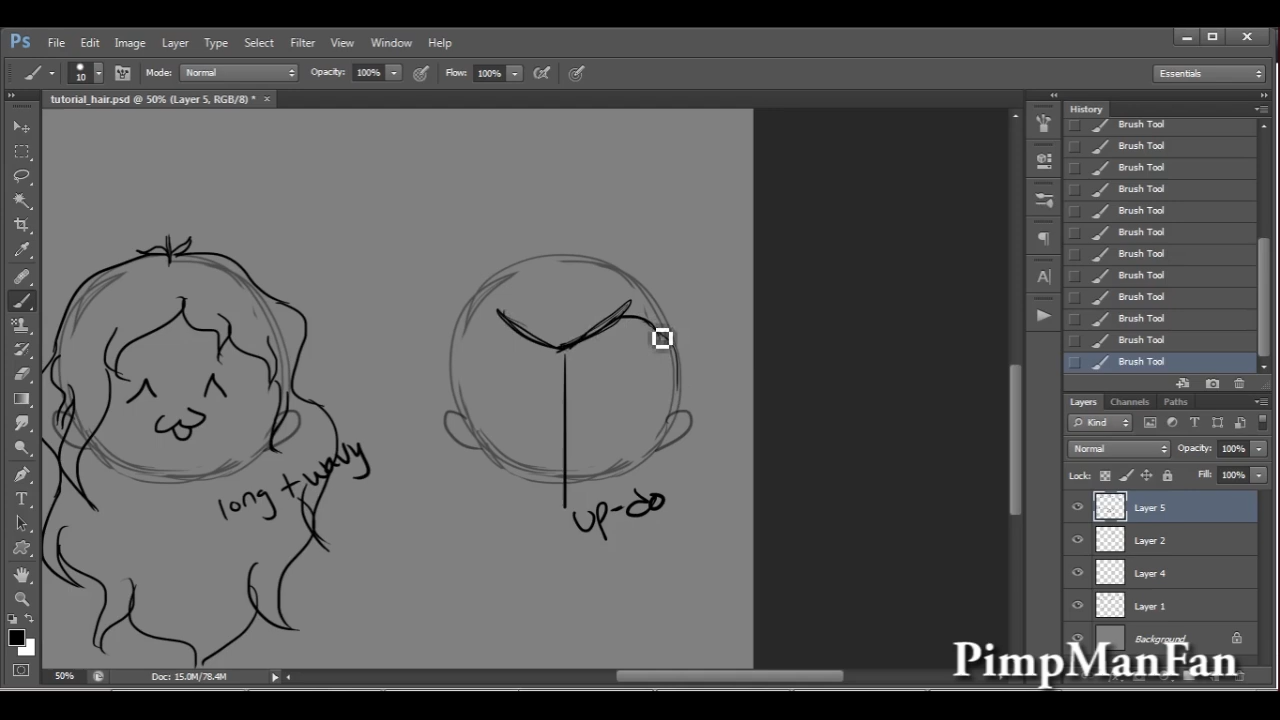 Ps File Edit Image Layer Type Select Filter View Window Help
10 Mode: Normal Opacity: 100% Flow: 100% Essentials
tutorial_hair.psd @ 50% (Layer 5, RGB/8) * ×
History
Brush Tool
Brush Tool
Brush Tool
Brush Tool
Brush Tool
Brush Tool
Brush Tool
Brush Tool
Brush Tool
Brush Tool
Brush Tool
Brush Tool
Layers Channels Paths
Kind
Normal Opacity: 100%
Lock: Fill: 100%
Layer 5
Layer 2
Layer 4
Layer 1
Background
long + wavy
up-do
50% Doc: 15.0M/78.4M
PimpManFan